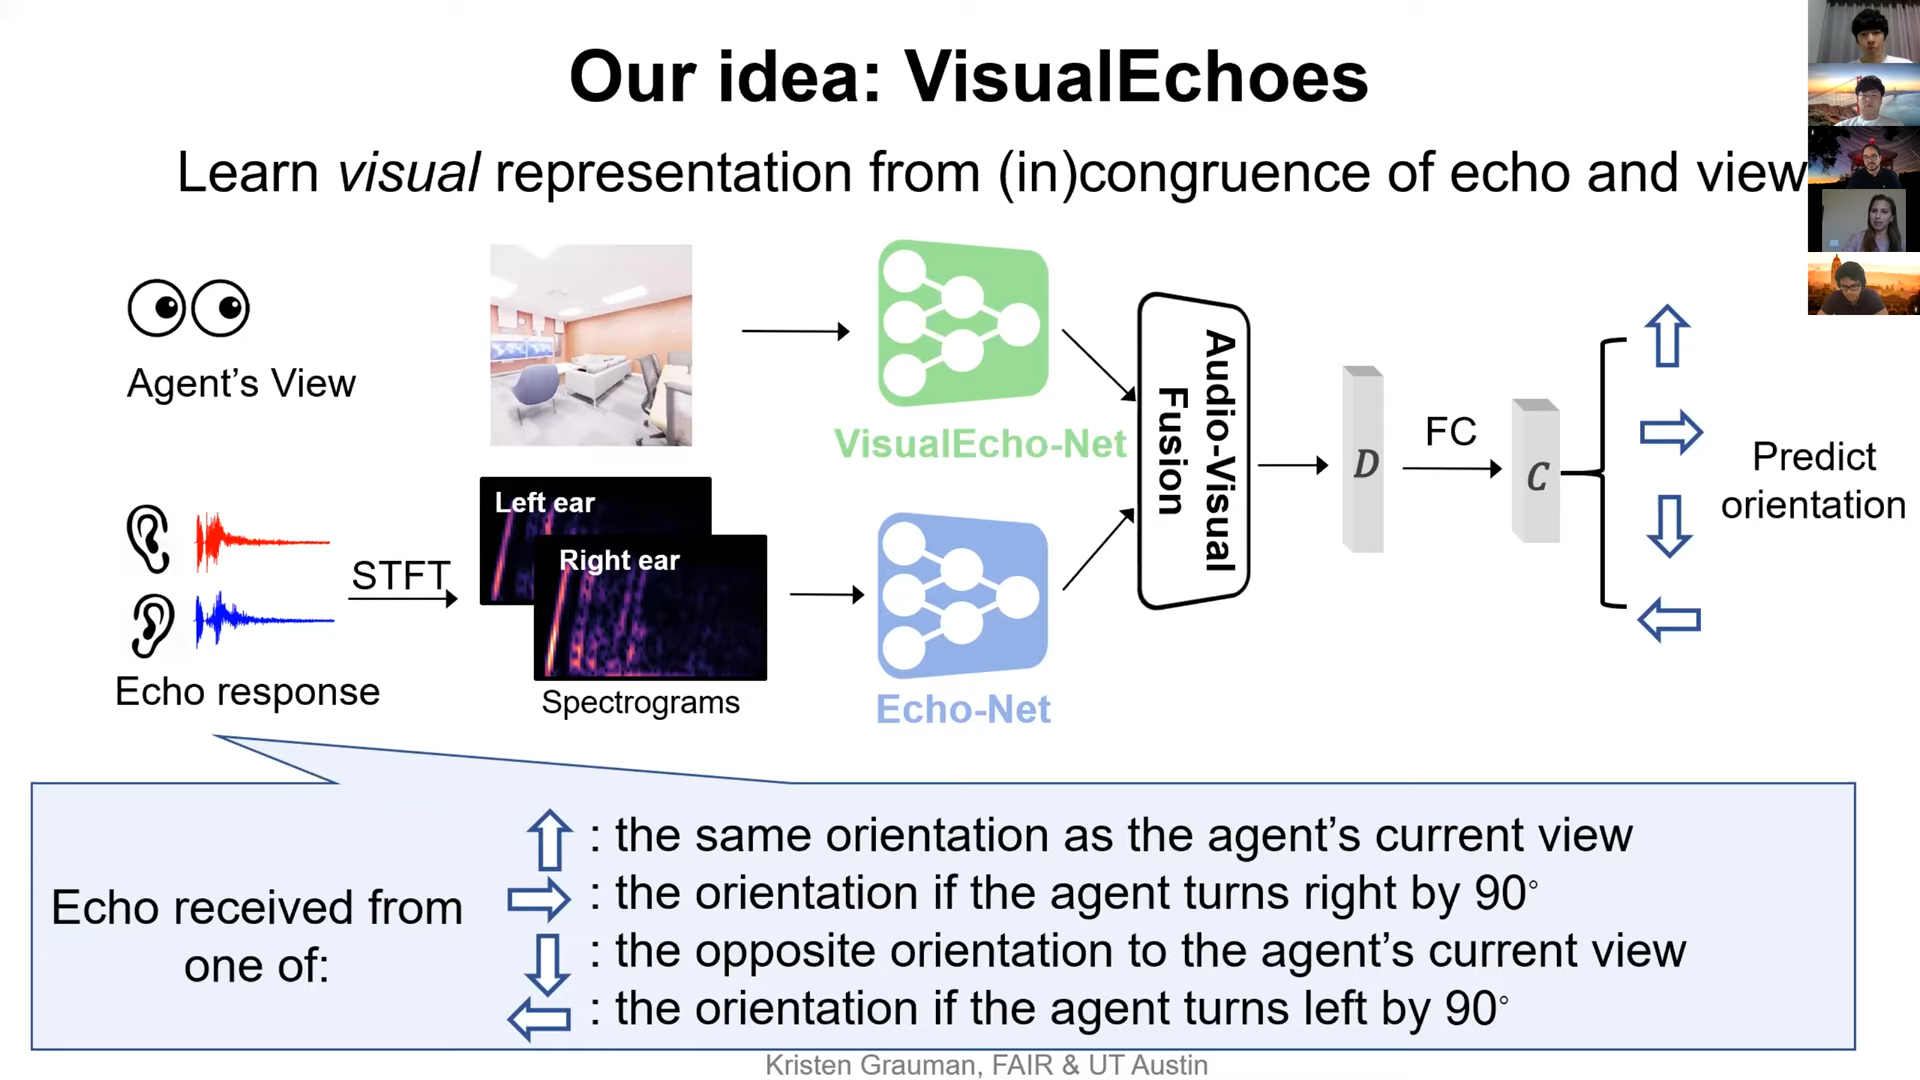 Our idea: VisualEchoes
Learn visual representation from (in)congruence of echo and view
Agent's View
VisualEcho-Net
Audio-Visual
Fusion
D
FC
C
Predict
orientation
Left ear
Right ear
STFT
Echo response
Spectrograms
Echo-Net
Echo received from
one of:
: the same orientation as the agent's current view
: the orientation if the agent turns right by 90°
: the opposite orientation to the agent's current view
: the orientation if the agent turns left by 90°
Kristen Grauman, FAIR & UT Austin